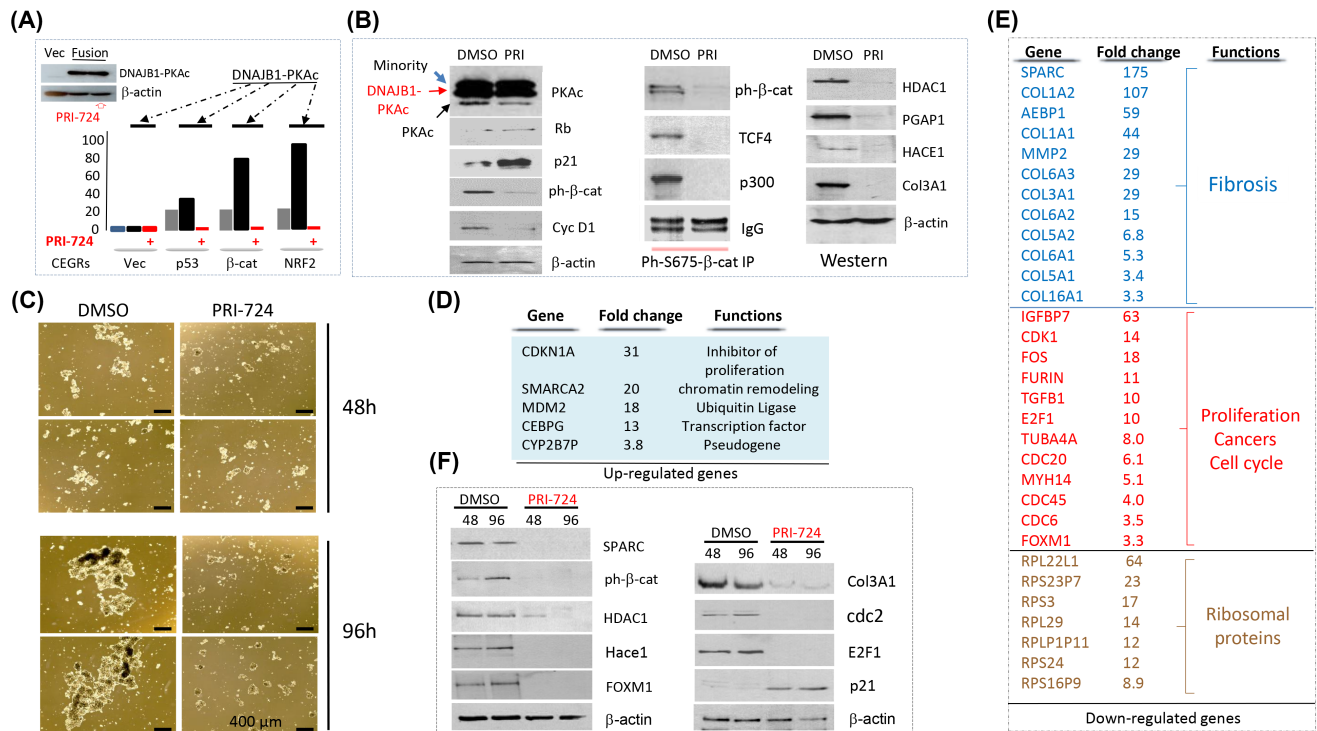 (A)
Vec Fusion
DNAJB1-PKAc
β-actin
PRI-724
DNAJB1-PKAc
100
80
60
40
20
0
PRI-724 + + + +
CEGRs Vec p53 β-cat NRF2
(B)
DMSO PRI
Minority
DNAJB1-
PKAc
PKAc
PKAc
Rb
p21
ph-β-cat
Cyc D1
β-actin
DMSO PRI
ph-β-cat
TCF4
p300
IgG
Ph-S675-β-cat IP
DMSO PRI
HDAC1
PGAP1
HACE1
Col3A1
β-actin
Western
(C)
DMSO PRI-724
48h
96h
400 µm
(D)
Gene Fold change Functions
CDKN1A 31 Inhibitor of
proliferation
SMARCA2 20 chromatin remodeling
MDM2 18 Ubiquitin Ligase
CEBPG 13 Transcription factor
CYP2B7P 3.8 Pseudogene
Up-regulated genes
(E)
Gene Fold change Functions
SPARC 175
COL1A2 107
AEBP1 59
COL1A1 44
MMP2 29
COL6A3 29
COL3A1 29
COL6A2 15
COL5A2 6.8
COL6A1 5.3
COL5A1 3.4
COL16A1 3.3
Fibrosis
IGFBP7 63
CDK1 14
FOS 18
FURIN 11
TGFB1 10
E2F1 10
TUBA4A 8.0
CDC20 6.1
MYH14 5.1
CDC45 4.0
CDC6 3.5
FOXM1 3.3
Proliferation
Cancers
Cell cycle
RPL22L1 64
RPS23P7 23
RPS3 17
RPL29 14
RPLP1P11 12
RPS24 12
RPS16P9 8.9
Ribosomal
proteins
Down-regulated genes
(F)
DMSO PRI-724
48 96 48 96
SPARC
ph-β-cat
HDAC1
Hace1
FOXM1
β-actin
DMSO PRI-724
48 96 48 96
Col3A1
cdc2
E2F1
p21
β-actin